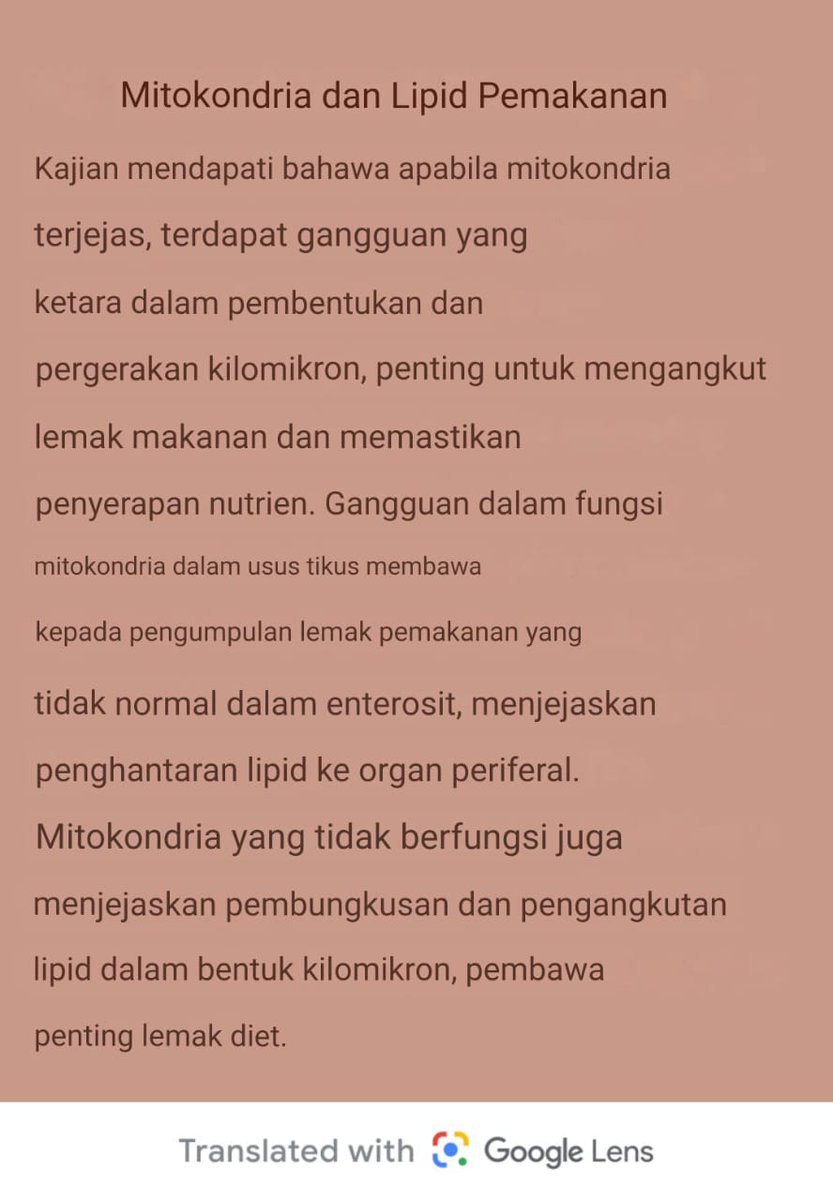 Mitokondria dan Lipid Pemakanan
Kajian mendapati bahawa apabila mitokondria
terjejas, terdapat gangguan yang
ketara dalam pembentukan dan
pergerakan kilomikron, penting untuk mengangkut
lemak makanan dan memastikan
penyerapan nutrien. Gangguan dalam fungsi
mitokondria dalam usus tikus membawa
kepada pengumpulan lemak pemakanan yang
tidak normal dalam enterosit, menjejaskan
penghantaran lipid ke organ periferal.
Mitokondria yang tidak berfungsi juga
menjejaskan pembungkusan dan pengangkutan
lipid dalam bentuk kilomikron, pembawa
penting lemak diet.
Translated with Google Lens